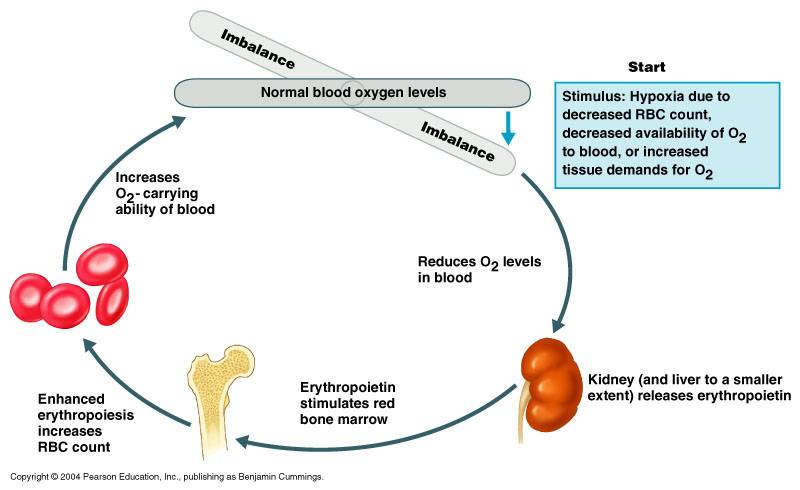 Imbalance
Normal blood oxygen levels
Imbalance
Start
Stimulus: Hypoxia due to
decreased RBC count,
decreased availability of O2
to blood, or increased
tissue demands for O2
Reduces O2 levels
in blood
Kidney (and liver to a smaller
extent) releases erythropoietin
Erythropoietin
stimulates red
bone marrow
Enhanced
erythropoiesis
increases
RBC count
Increases
O2- carrying
ability of blood
Copyright © 2004 Pearson Education, Inc., publishing as Benjamin Cummings.